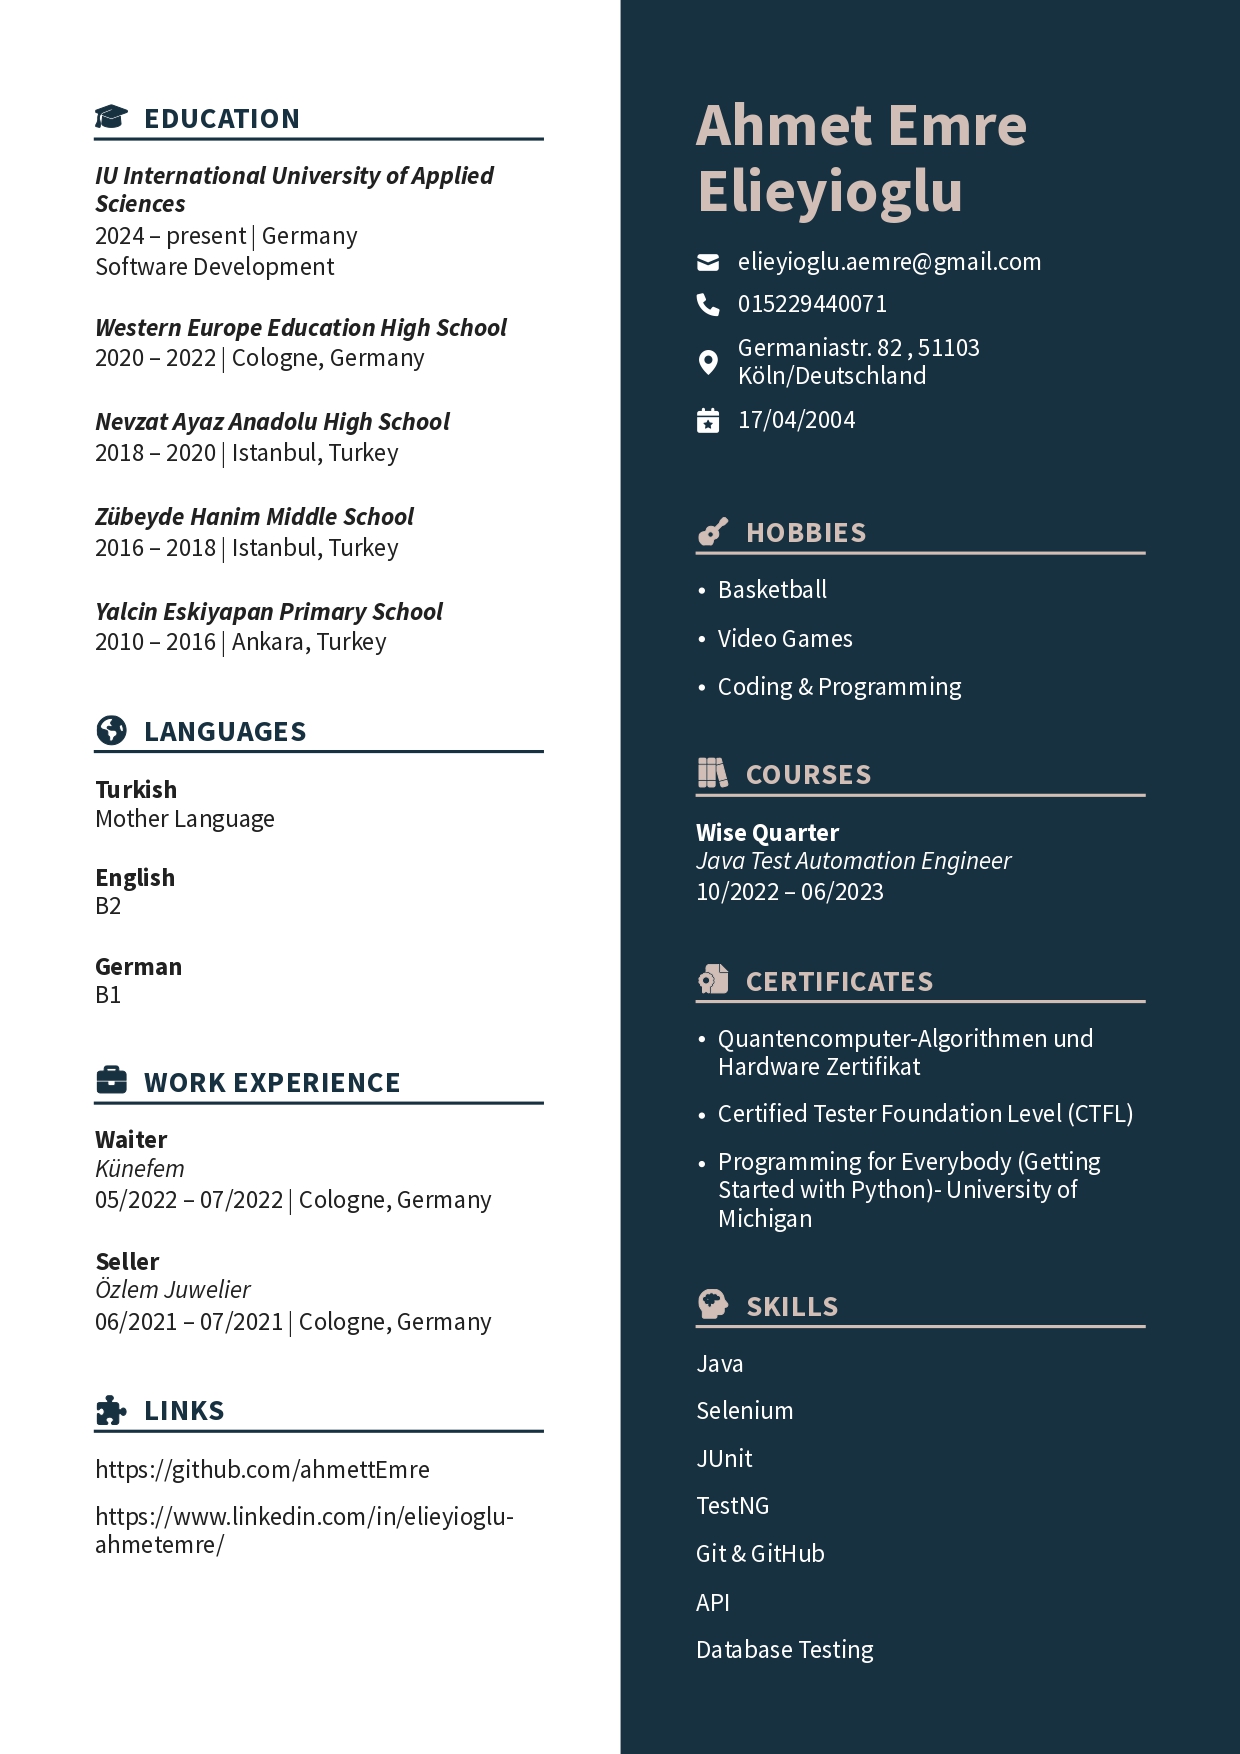 EDUCATION
IU International University of Applied
Sciences
2024 – present | Germany
Software Development
Western Europe Education High School
2020 – 2022 | Cologne, Germany
Nevzat Ayaz Anadolu High School
2018 – 2020 | Istanbul, Turkey
Zübeyde Hanim Middle School
2016 – 2018 | Istanbul, Turkey
Yalcin Eskiyapan Primary School
2010 – 2016 | Ankara, Turkey
LANGUAGES
Turkish
Mother Language
English
B2
German
B1
WORK EXPERIENCE
Waiter
Künefem
05/2022 – 07/2022 | Cologne, Germany
Seller
Özlem Juwelier
06/2021 – 07/2021 | Cologne, Germany
LINKS
https://github.com/ahmettEmre
https://www.linkedin.com/in/elieyioglu-
ahmetemre/
Ahmet Emre
Elieyioglu
elieyioglu.aemre@gmail.com
015229440071
Germaniastr. 82 , 51103
Köln/Deutschland
17/04/2004
HOBBIES
• Basketball
• Video Games
• Coding & Programming
COURSES
Wise Quarter
Java Test Automation Engineer
10/2022 – 06/2023
CERTIFICATES
• Quantencomputer-Algorithmen und
Hardware Zertifikat
• Certified Tester Foundation Level (CTFL)
• Programming for Everybody (Getting
Started with Python)- University of
Michigan
SKILLS
Java
Selenium
JUnit
TestNG
Git & GitHub
API
Database Testing